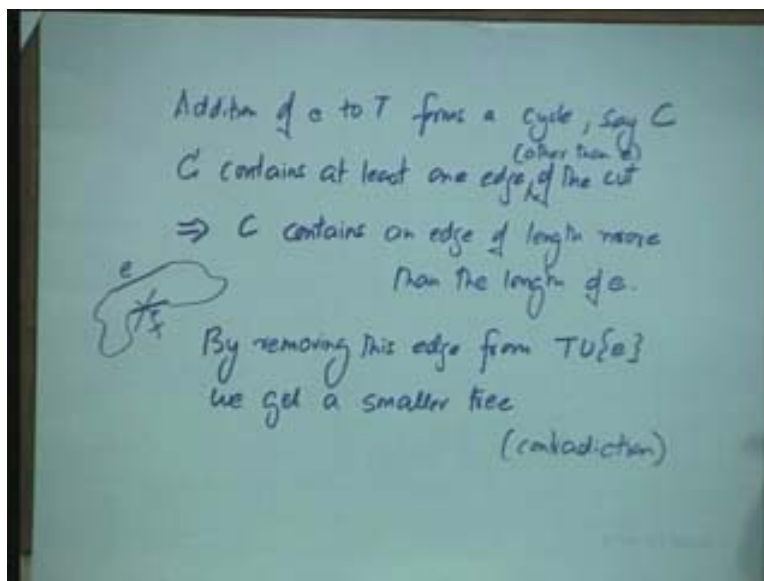 Addition of e to T forms a cycle, say C
(other than e)
C contains at least one edge of the cut
⇒ C contains an edge of length more
than the length of e.
e
By removing this edge from TU{e}
we get a smaller tree
(contradiction)